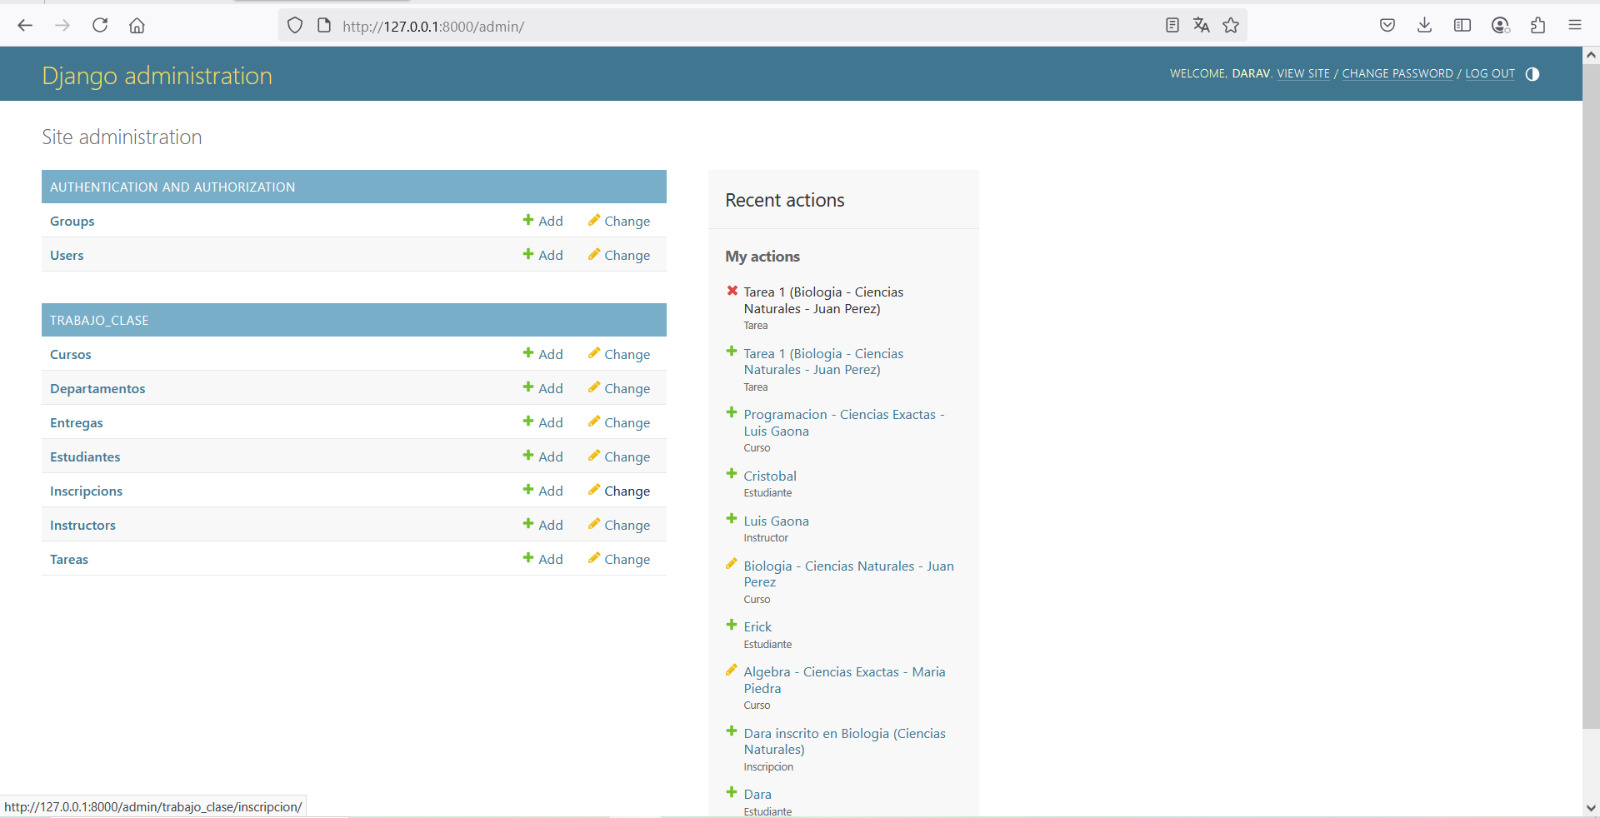 http://127.0.0.1:8000/admin/
Django administration
WELCOME, DARAV. VIEW SITE / CHANGE PASSWORD / LOG OUT
Site administration
AUTHENTICATION AND AUTHORIZATION
Groups Add Change
Users Add Change
TRABAJO_CLASE
Cursos Add Change
Departamentos Add Change
Entregas Add Change
Estudiantes Add Change
Inscripcions Add Change
Instructors Add Change
Tareas Add Change
Recent actions
My actions
Tarea 1 (Biologia - Ciencias
Naturales - Juan Perez)
Tarea
Tarea 1 (Biologia - Ciencias
Naturales - Juan Perez)
Tarea
Programacion - Ciencias Exactas -
Luis Gaona
Curso
Cristobal
Estudiante
Luis Gaona
Instructor
Biologia - Ciencias Naturales - Juan
Perez
Curso
Erick
Estudiante
Algebra - Ciencias Exactas - Maria
Piedra
Curso
Dara inscrito en Biologia (Ciencias
Naturales)
Inscripcion
Dara
Estudiante
http://127.0.0.1:8000/admin/trabajo_clase/inscripcion/